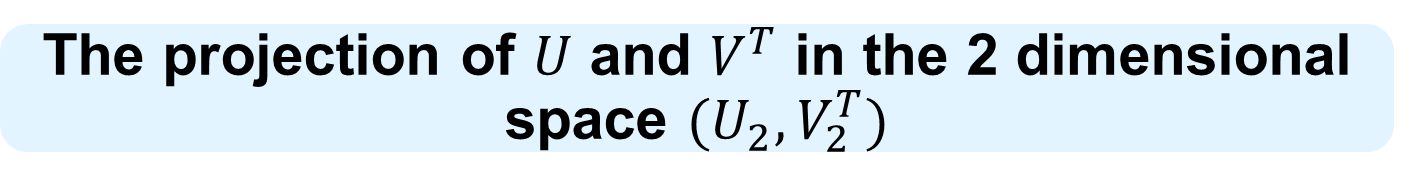 The projection of U and V^T in the 2 dimensional
space (U_2, V_2^T)